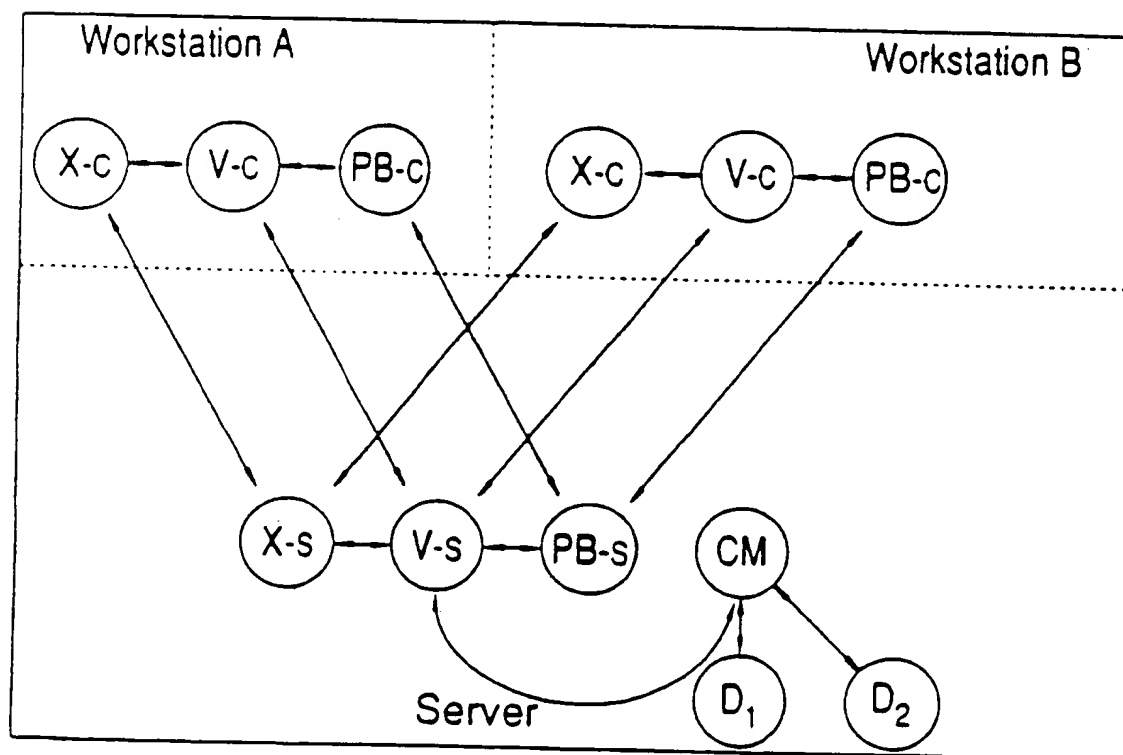 Workstation A
Workstation B
X-c V-c PB-c
X-c V-c PB-c
X-s V-s PB-s CM
D₁ D₂
Server